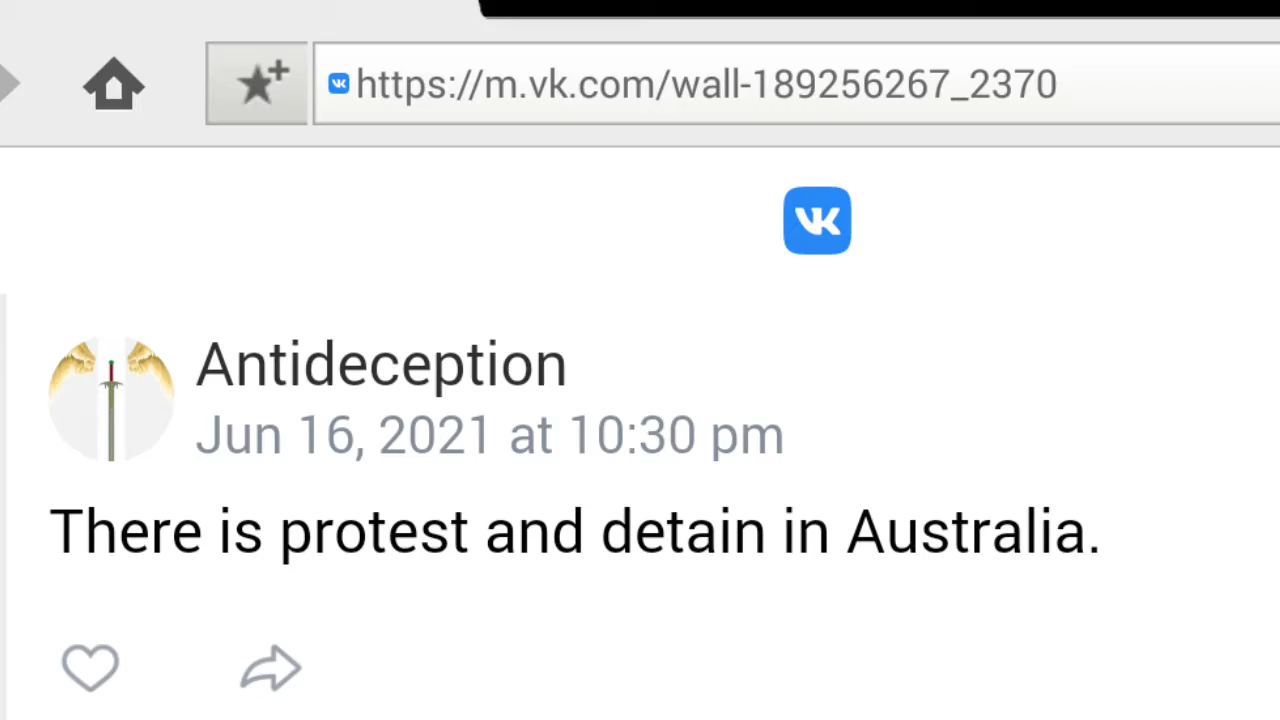 https://m.vk.com/wall-189256267_2370
Antideception
Jun 16, 2021 at 10:30 pm
There is protest and detain in Australia.